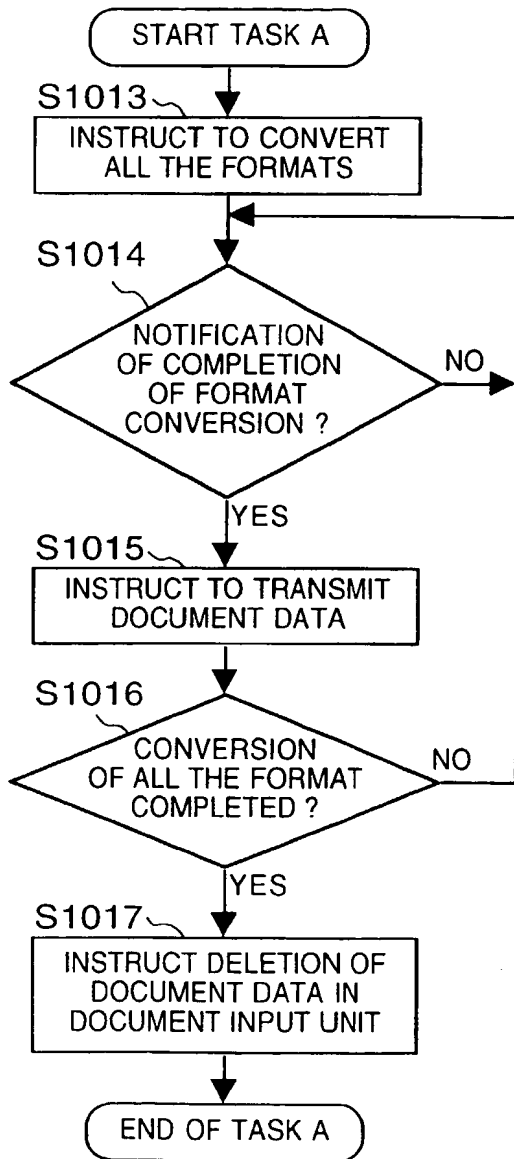 START TASK A
S1013
INSTRUCT TO CONVERT
ALL THE FORMATS
S1014
NOTIFICATION
OF COMPLETION
OF FORMAT
CONVERSION ?
NO
YES
S1015
INSTRUCT TO TRANSMIT
DOCUMENT DATA
S1016
CONVERSION
OF ALL THE FORMAT
COMPLETED ?
NO
YES
S1017
INSTRUCT DELETION OF
DOCUMENT DATA IN
DOCUMENT INPUT UNIT
END OF TASK A